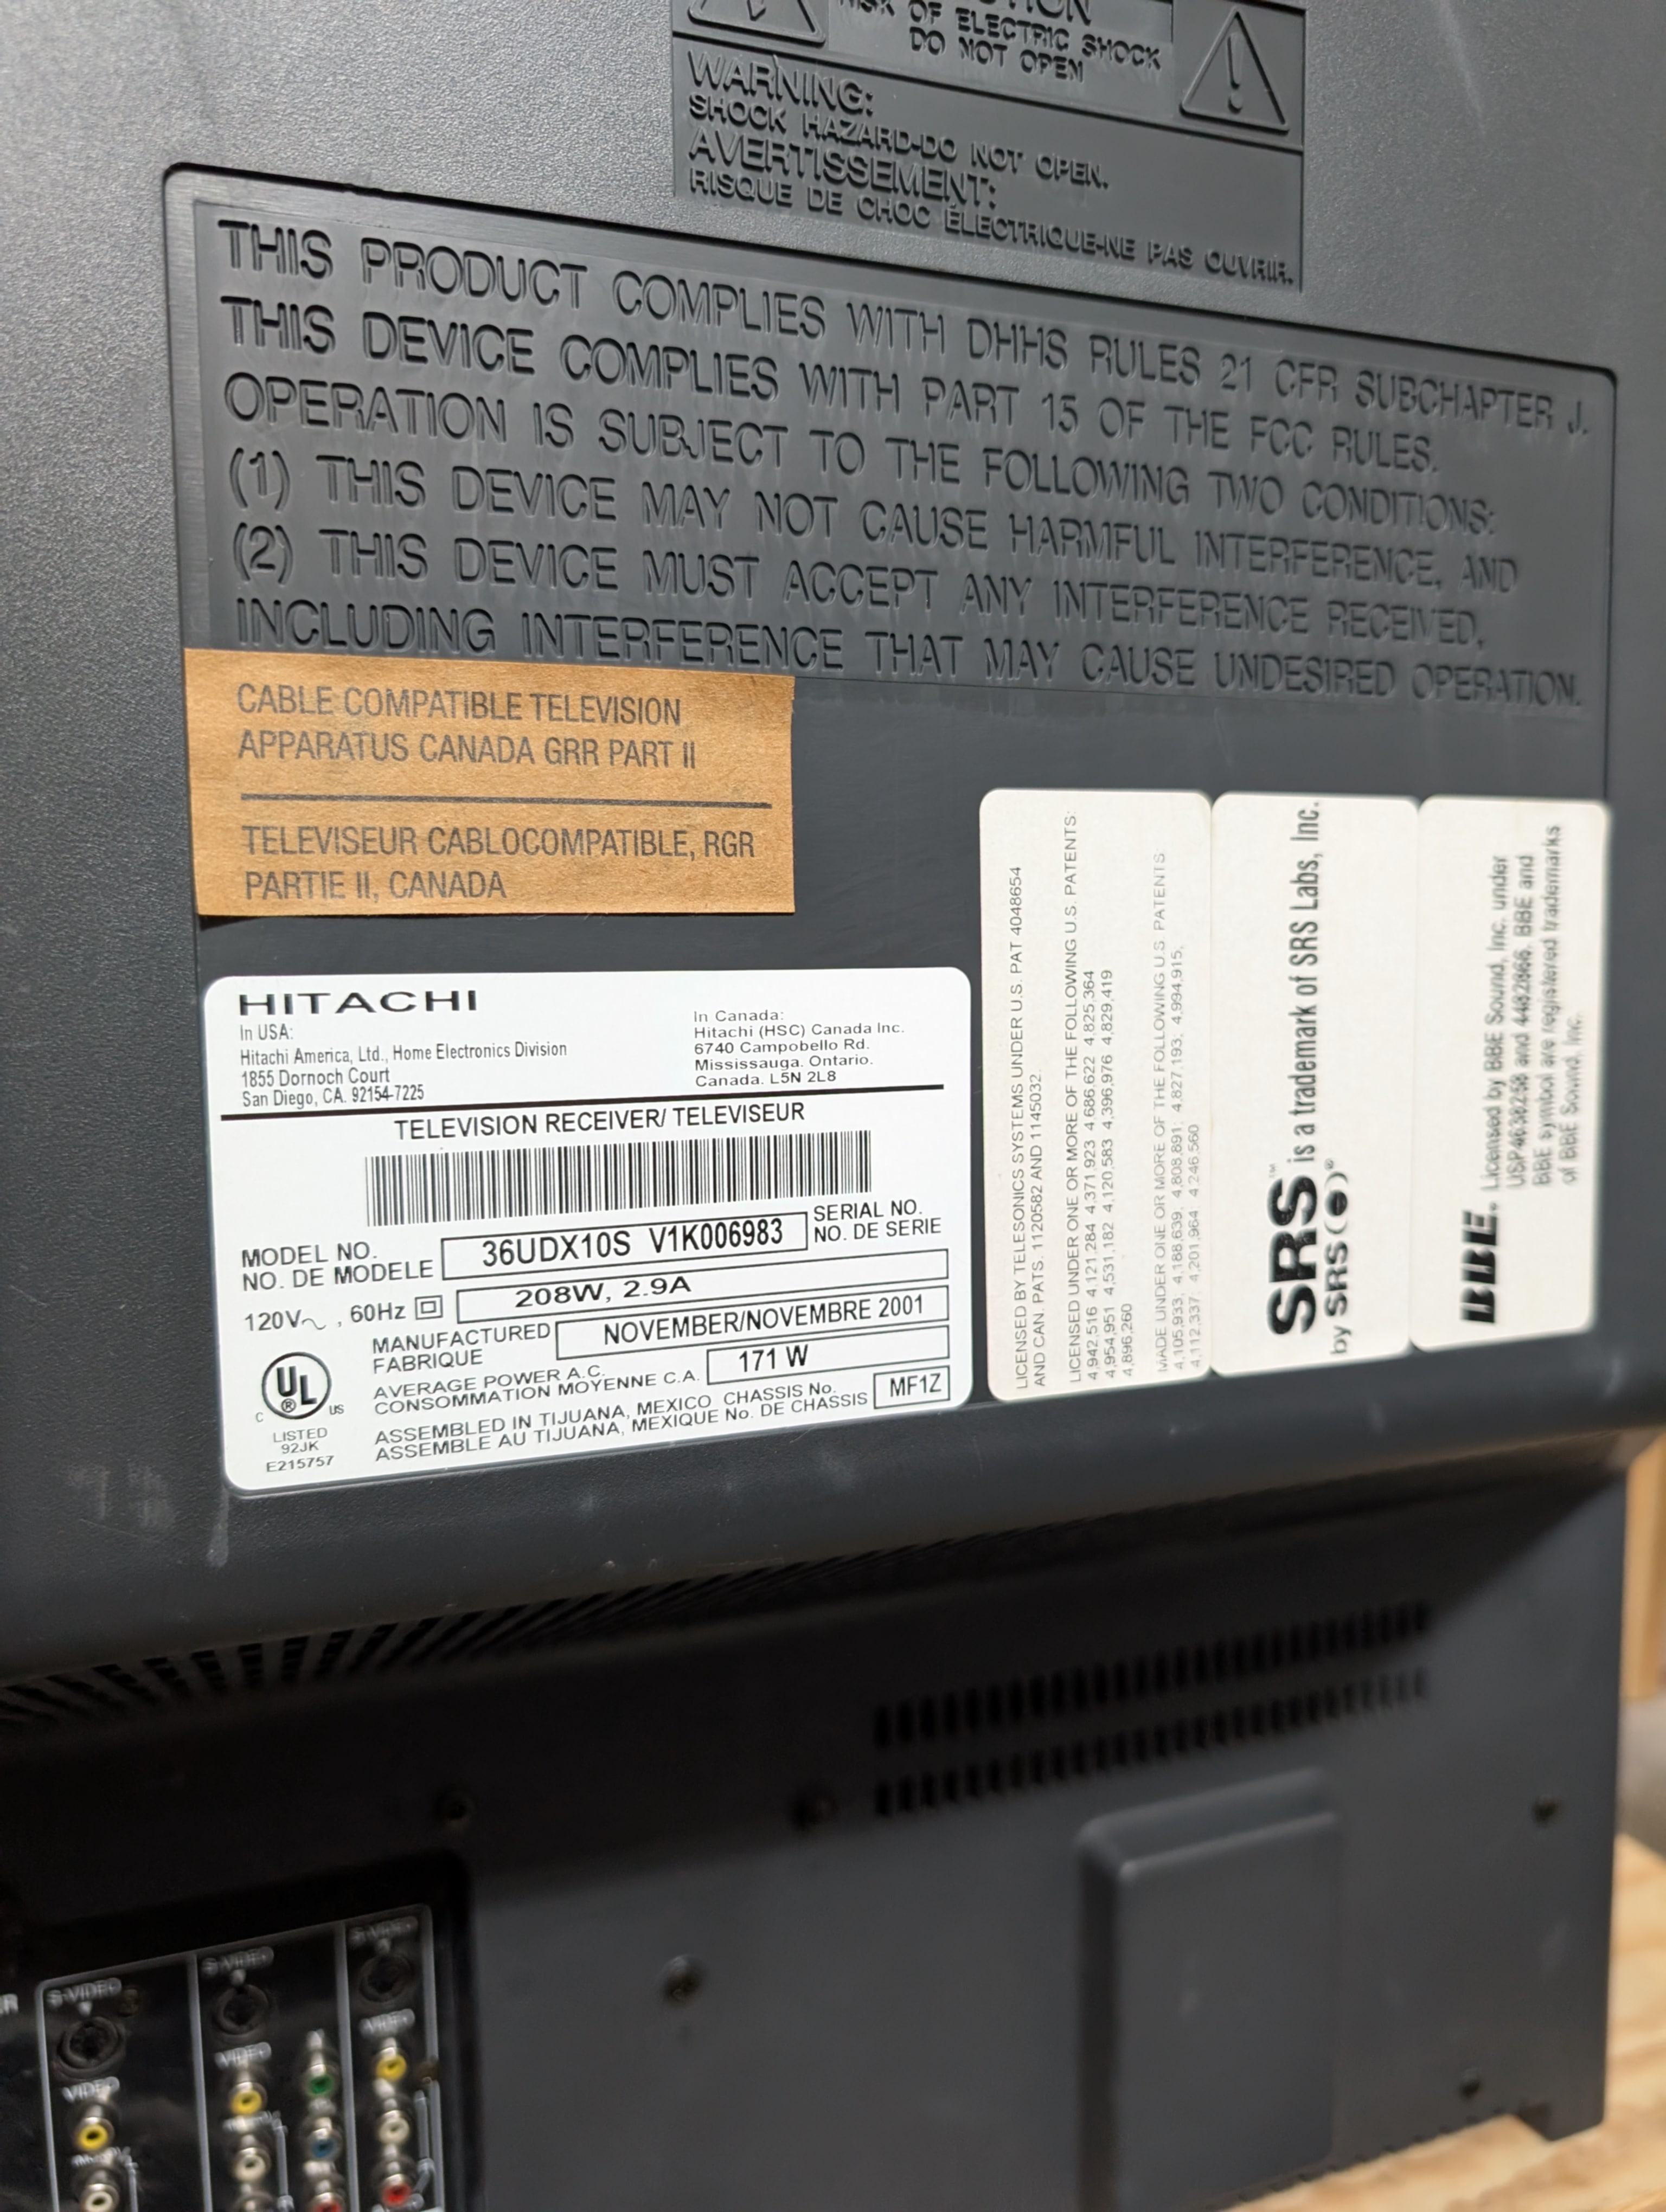 OF ELECTRIC SHOCK
DO NOT OPEN
WARNING:
SHOCK HAZARD-DO NOT OPEN.
AVERTISSEMENT:
RISQUE DE CHOC ÉLECTRIQUE-NE PAS OUVRIR.
THIS PRODUCT COMPLIES WITH DHHS RULES 21 CFR SUBCHAPTER J.
THIS DEVICE COMPLIES WITH PART 15 OF THE FCC RULES.
OPERATION IS SUBJECT TO THE FOLLOWING TWO CONDITIONS:
(1) THIS DEVICE MAY NOT CAUSE HARMFUL INTERFERENCE, AND
(2) THIS DEVICE MUST ACCEPT ANY INTERFERENCE RECEIVED,
INCLUDING INTERFERENCE THAT MAY CAUSE UNDESIRED OPERATION.
CABLE COMPATIBLE TELEVISION
APPARATUS CANADA GRR PART II
TELEVISEUR CABLOCOMPATIBLE, RGR
PARTIE II, CANADA
HITACHI
In USA:
Hitachi America, Ltd., Home Electronics Division
1855 Dornoch Court
San Diego, CA. 92154-7225
In Canada:
Hitachi (HSC) Canada Inc.
6740 Campobello Rd.
Mississauga. Ontario.
Canada. L5N 2L8
TELEVISION RECEIVER/ TELEVISEUR
MODEL NO.
NO. DE MODELE
36UDX10S V1K006983
SERIAL NO.
NO. DE SERIE
120V~, 60Hz
208W, 2.9A
MANUFACTURED
FABRIQUE
NOVEMBER/NOVEMBRE 2001
AVERAGE POWER A.C.
CONSOMMATION MOYENNE C.A.
171 W
ASSEMBLED IN TIJUANA, MEXICO CHASSIS No.
ASSEMBLE AU TIJUANA, MEXIQUE No. DE CHASSIS
MF1Z
C UL ® US
LISTED
92JK
E215757
LICENSED BY TELESONICS SYSTEMS UNDER U.S. PAT 4048654
AND CAN. PATS. 1120582 AND 1145032
LICENSED UNDER ONE OR MORE OF THE FOLLOWING U.S. PATENTS:
4,942,516 4,121,284 4,371,923 4,686,622 4,825,364
4,954,951 4,531,182 4,120,583 4,396,976 4,829,419
4,896,260
MADE UNDER ONE OR MORE OF THE FOLLOWING U.S PATENTS
4,105,933; 4,188,639, 4,808,891; 4,827,193; 4,994,915,
4,112,337; 4,201,964 4,246,560
SRS™ is a trademark of SRS Labs, Inc.
by SRS(●)®
BBE® Licensed by BBE Sound, Inc. under
USP4638258 and 4482866. BBE and
BBE symbol are registered trademarks
of BBE Sound, Inc.
S-VIDEO
S-VIDEO
S-VIDEO
VIDEO
VIDEO
VIDEO